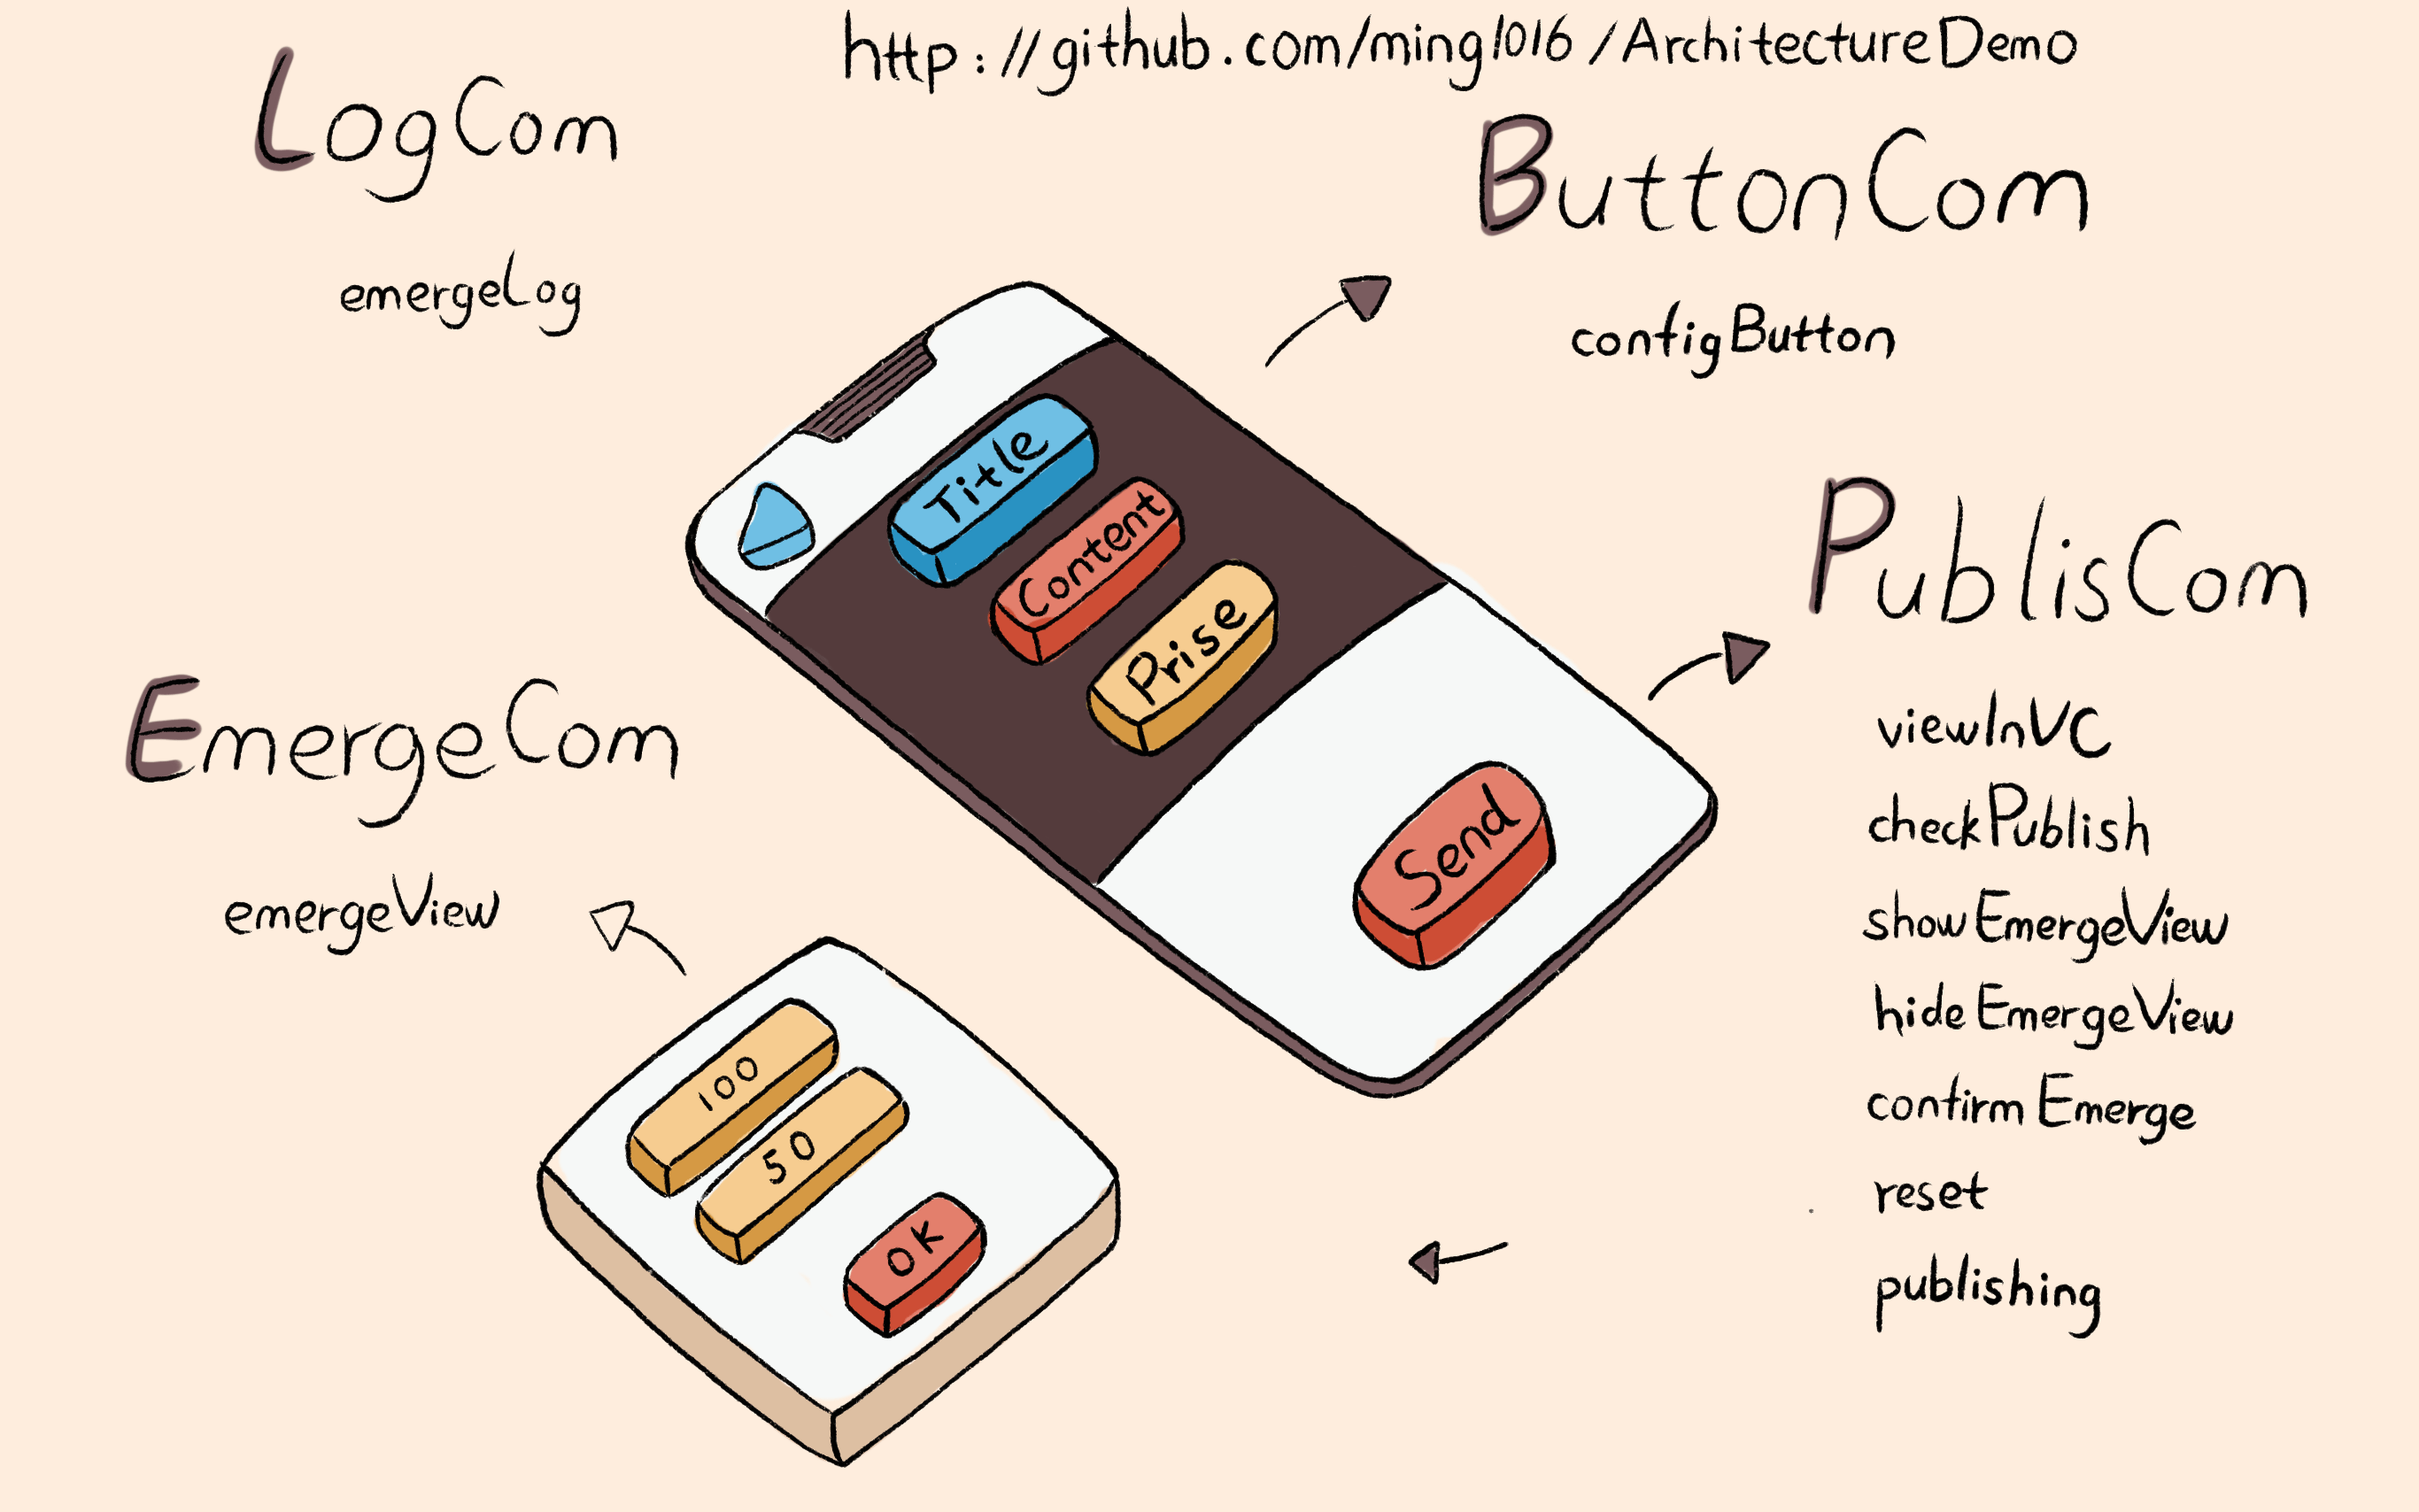 http://github.com/ming1016/ArchitectureDemo
LogCom
emergeLog
ButtonCom
configButton
Title
Content
Prise
Send
PublisCom
viewInVC
checkPublish
showEmergeView
hideEmergeView
confirmEmerge
reset
publishing
EmergeCom
emergeView
100
50
OK